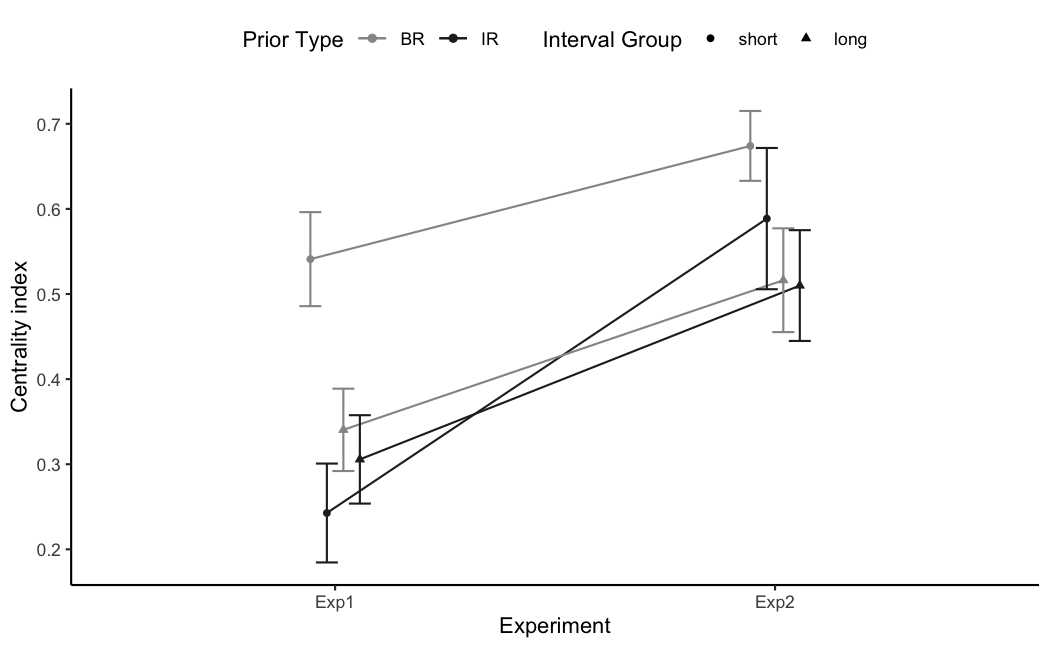 Prior Type BR IR Interval Group short long
0.7
0.6
0.5
0.4
0.3
0.2
Centrality index
Exp1 Exp2
Experiment